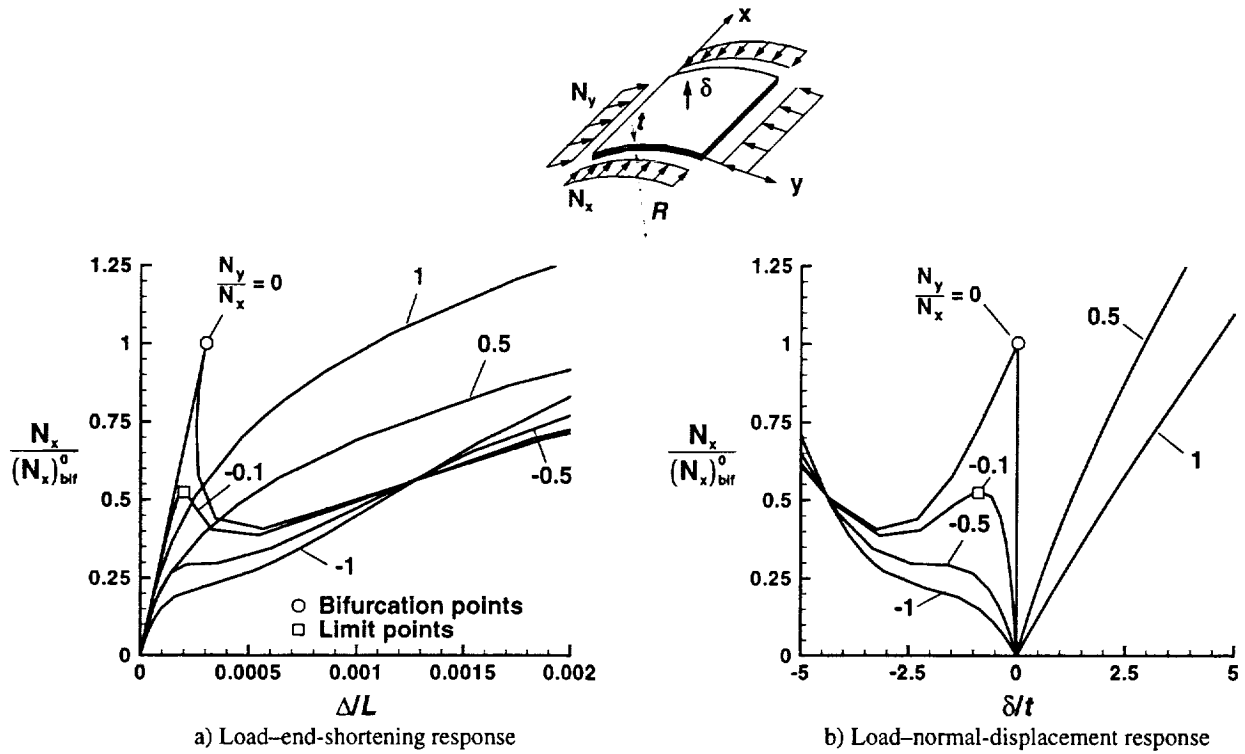 x
N_y
δ
t
y
N_x
R
1.25
1
0.75
0.5
0.25
0
N_x
(N_x)^0_bif
N_y
N_x = 0
1
0.5
-0.1
-0.5
-1
○ Bifurcation points
□ Limit points
0 0.0005 0.001 0.0015 0.002
Δ/L
a) Load–end-shortening response
1.25
1
0.75
0.5
0.25
0
N_x
(N_x)^0_bif
N_y
N_x = 0
0.5
1
-0.1
-0.5
-1
-5 -2.5 0 2.5 5
δ/t
b) Load–normal-displacement response